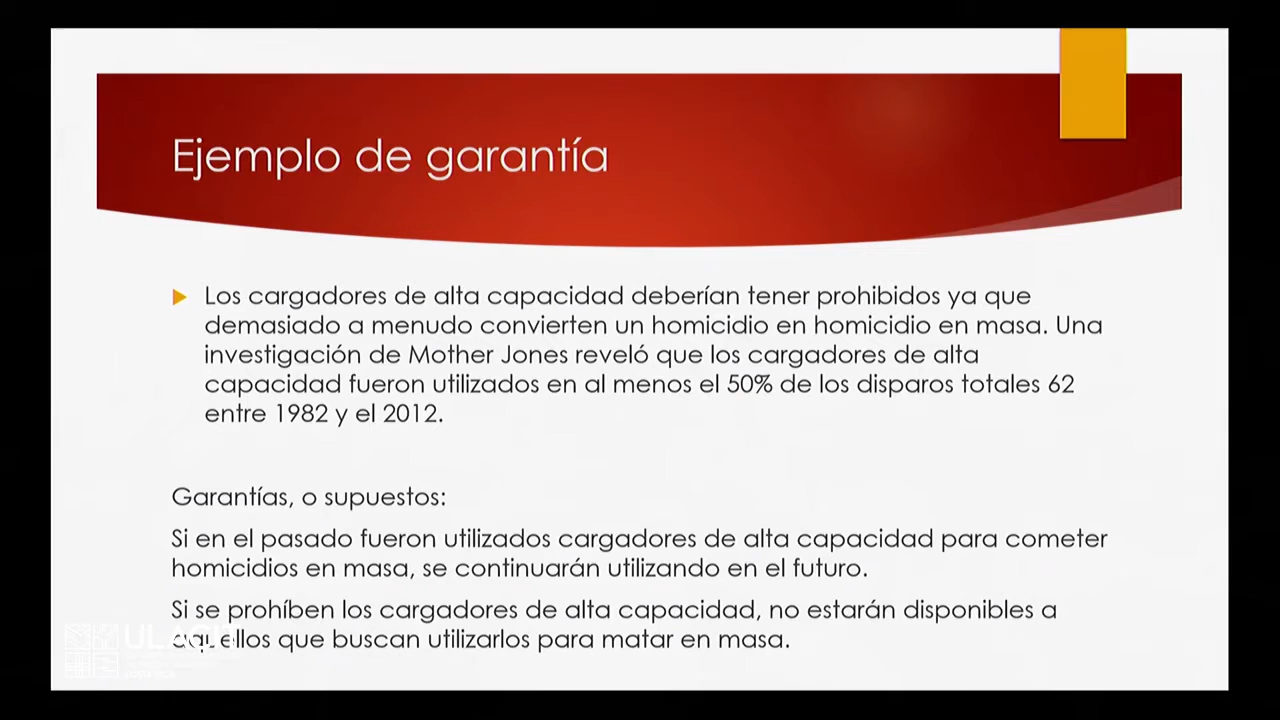 Ejemplo de garantía
Los cargadores de alta capacidad deberían tener prohibidos ya que
demasiado a menudo convierten un homicidio en homicidio en masa. Una
investigación de Mother Jones reveló que los cargadores de alta
capacidad fueron utilizados en al menos el 50% de los disparos totales 62
entre 1982 y el 2012.
Garantías, o supuestos:
Si en el pasado fueron utilizados cargadores de alta capacidad para cometer
homicidios en masa, se continuarán utilizando en el futuro.
Si se prohíben los cargadores de alta capacidad, no estarán disponibles a
aquellos que buscan utilizarlos para matar en masa.
ULACIT